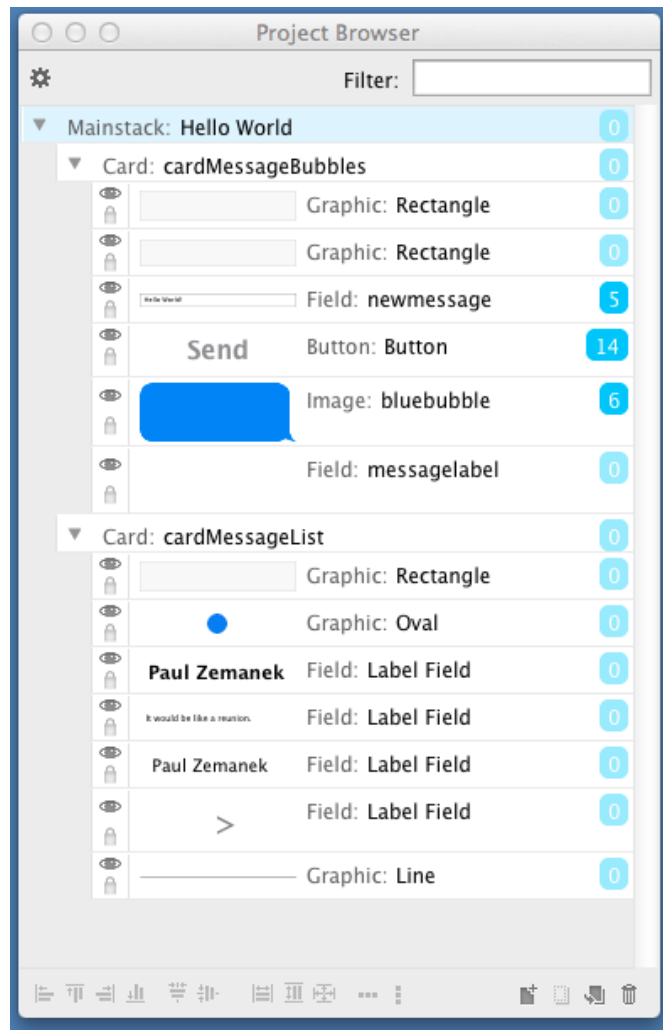 Project Browser
Filter:
Mainstack: Hello World 0
Card: cardMessageBubbles 0
Graphic: Rectangle 0
Graphic: Rectangle 0
Hello World! Field: newmessage 5
Send Button: Button 14
Image: bluebubble 6
Field: messagelabel 0
Card: cardMessageList 0
Graphic: Rectangle 0
Graphic: Oval 0
Paul Zemanek Field: Label Field 0
It would be like a reunion. Field: Label Field 0
Paul Zemanek Field: Label Field 0
> Field: Label Field 0
Graphic: Line 0